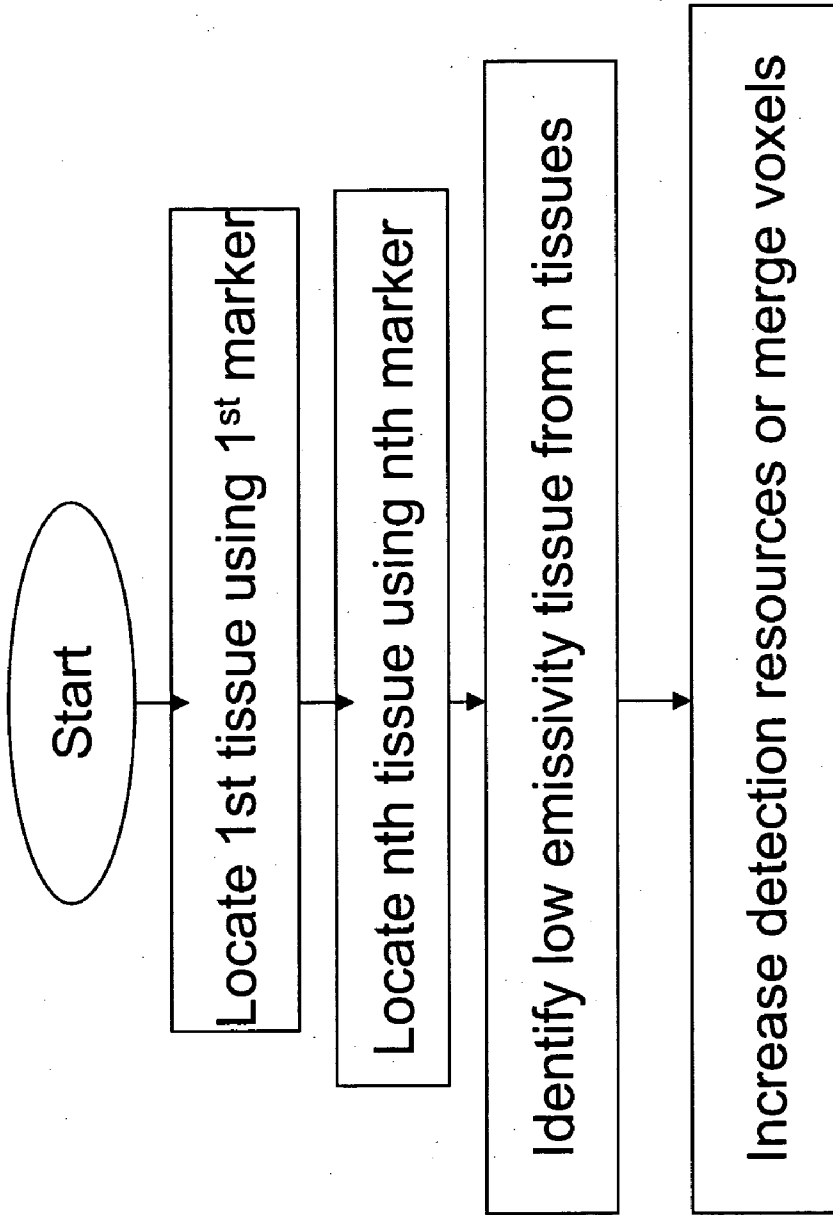 Start
Locate 1st tissue using 1st marker
Locate nth tissue using nth marker
Identify low emissivity tissue from n tissues
Increase detection resources or merge voxels